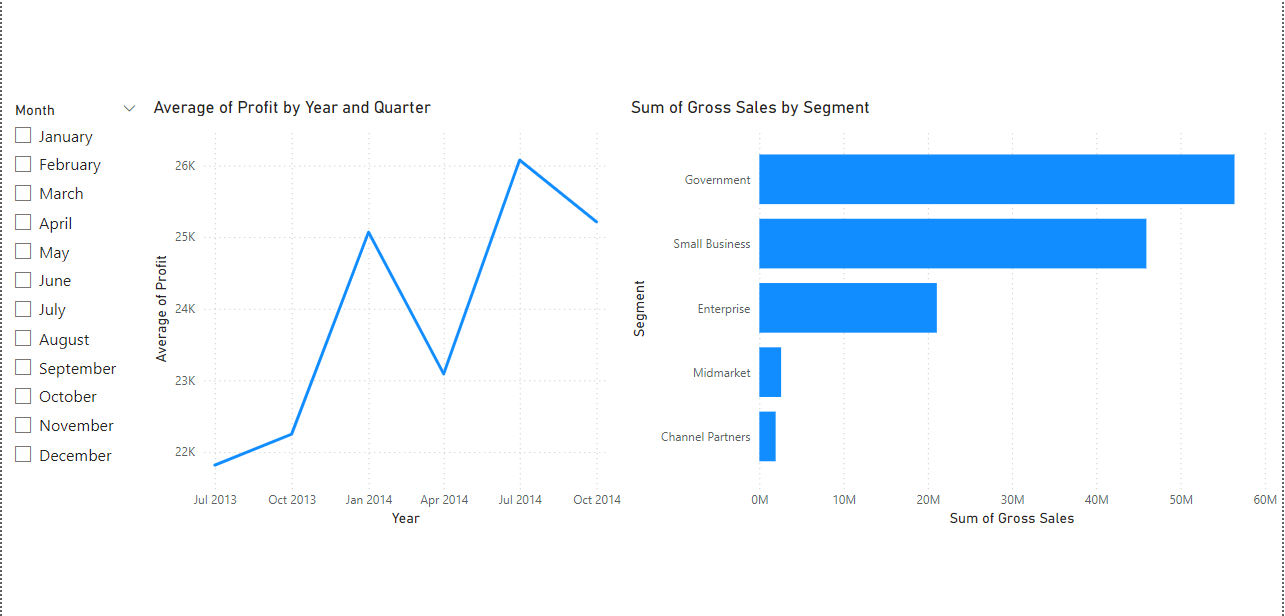 Month
January
February
March
April
May
June
July
August
September
October
November
December
Average of Profit by Year and Quarter
Average of Profit
26K
25K
24K
23K
22K
Jul 2013 Oct 2013 Jan 2014 Apr 2014 Jul 2014 Oct 2014
Year
Sum of Gross Sales by Segment
Segment
Government
Small Business
Enterprise
Midmarket
Channel Partners
0M 10M 20M 30M 40M 50M 60M
Sum of Gross Sales